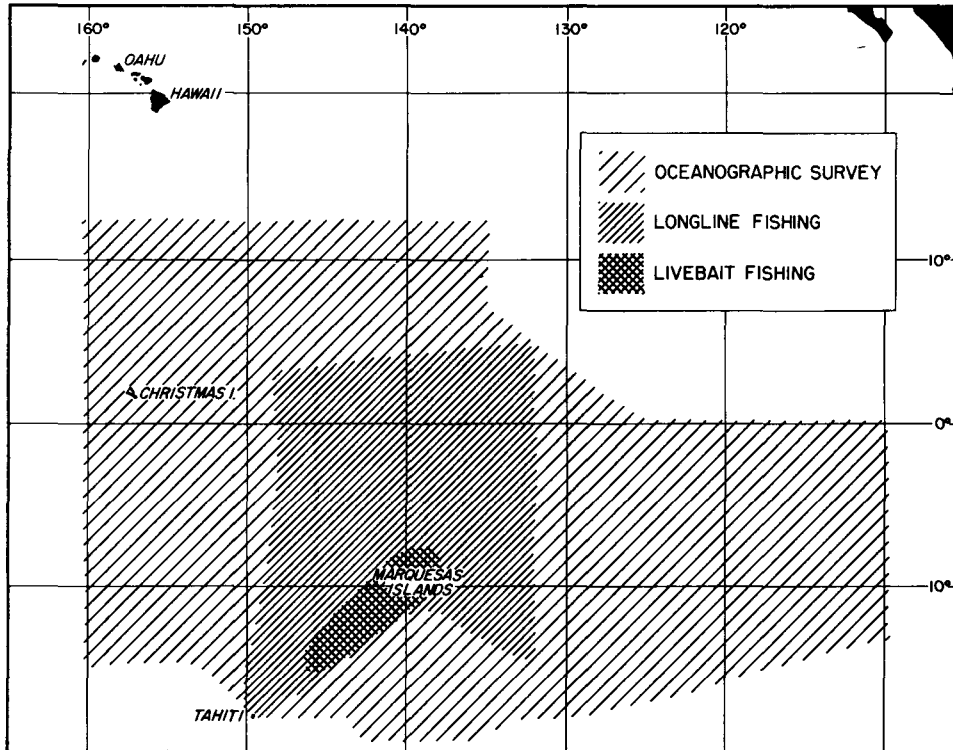 160° 150° 140° 130° 120°
OAHU
HAWAII
OCEANOGRAPHIC SURVEY
LONGLINE FISHING
LIVEBAIT FISHING
10°
CHRISTMAS I.
0°
MARQUESAS
ISLANDS
10°
TAHITI